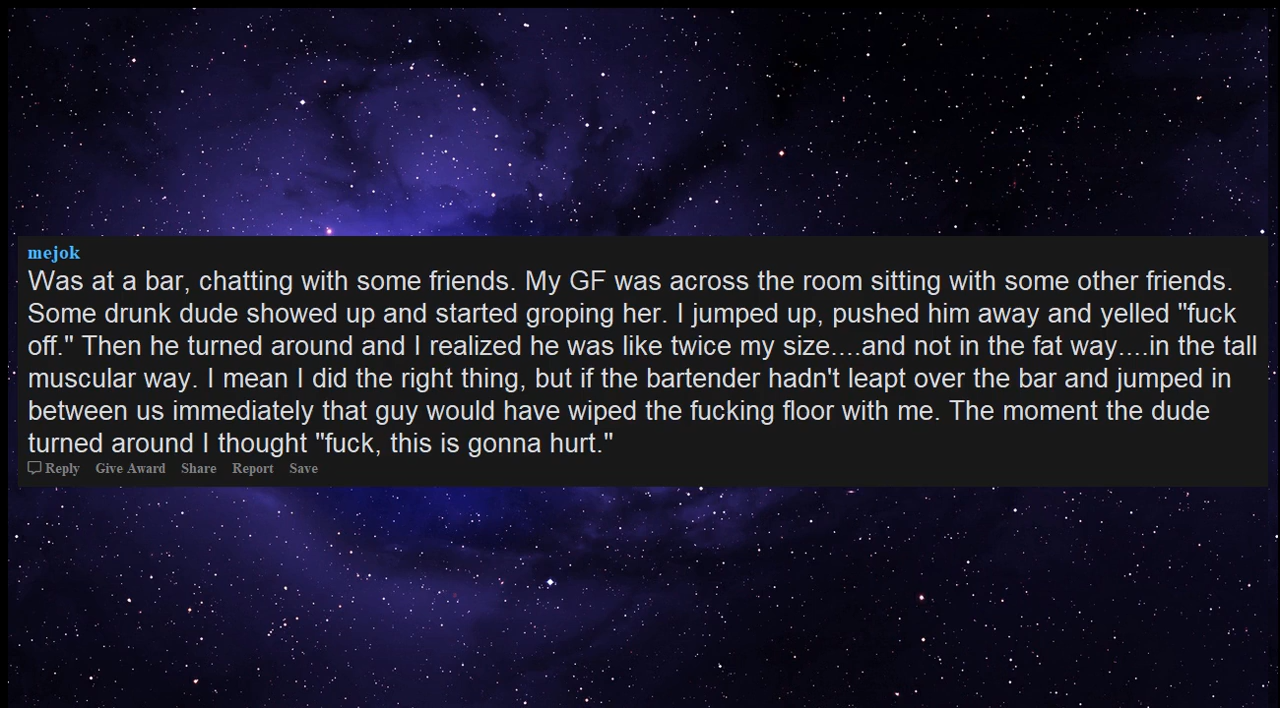 mejok
Was at a bar, chatting with some friends. My GF was across the room sitting with some other friends.
Some drunk dude showed up and started groping her. I jumped up, pushed him away and yelled "fuck
off." Then he turned around and I realized he was like twice my size....and not in the fat way....in the tall
muscular way. I mean I did the right thing, but if the bartender hadn't leapt over the bar and jumped in
between us immediately that guy would have wiped the fucking floor with me. The moment the dude
turned around I thought "fuck, this is gonna hurt."
Reply Give Award Share Report Save